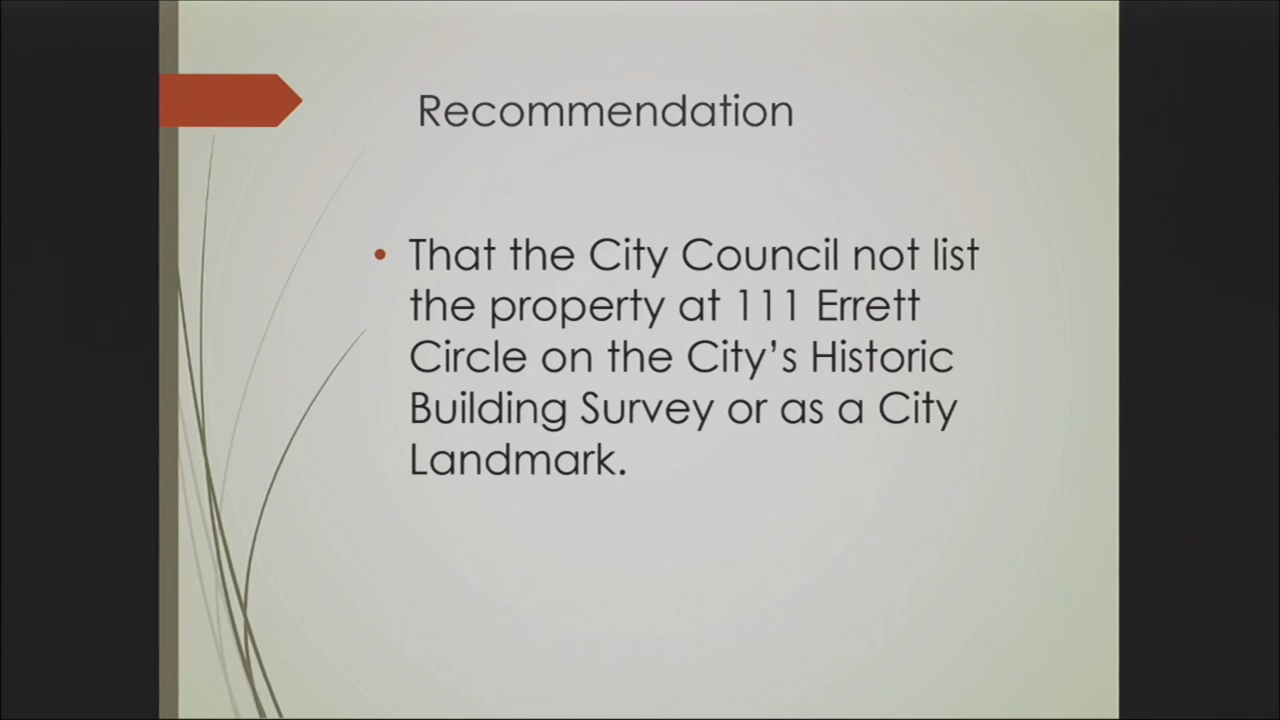 Recommendation
• That the City Council not list
the property at 111 Errett
Circle on the City’s Historic
Building Survey or as a City
Landmark.